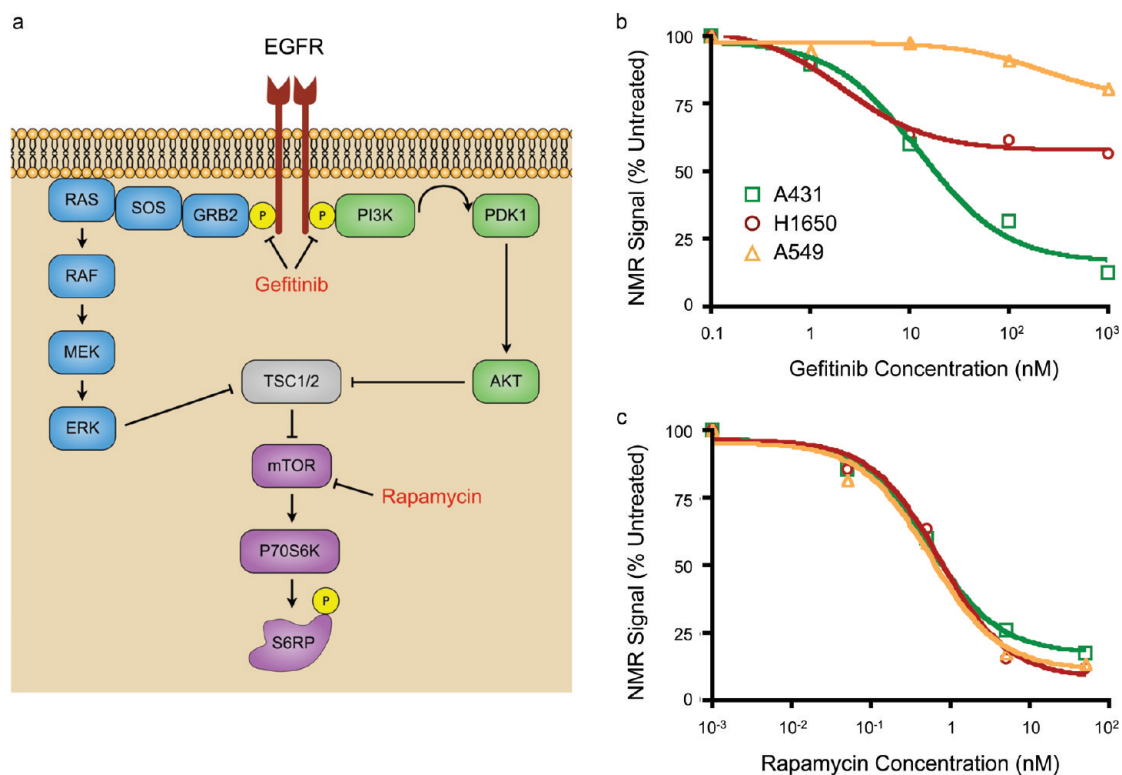 a
EGFR
RAS
SOS
GRB2
P
P
PI3K
PDK1
RAF
Gefitinib
MEK
TSC1/2
AKT
ERK
mTOR
Rapamycin
P70S6K
P
S6RP
b
NMR Signal (% Untreated)
100
75
50
25
0
A431
H1650
A549
0.1
1
10
10²
10³
Gefitinib Concentration (nM)
c
NMR Signal (% Untreated)
100
75
50
25
0
10⁻³
10⁻²
10⁻¹
1
10
10²
Rapamycin Concentration (nM)